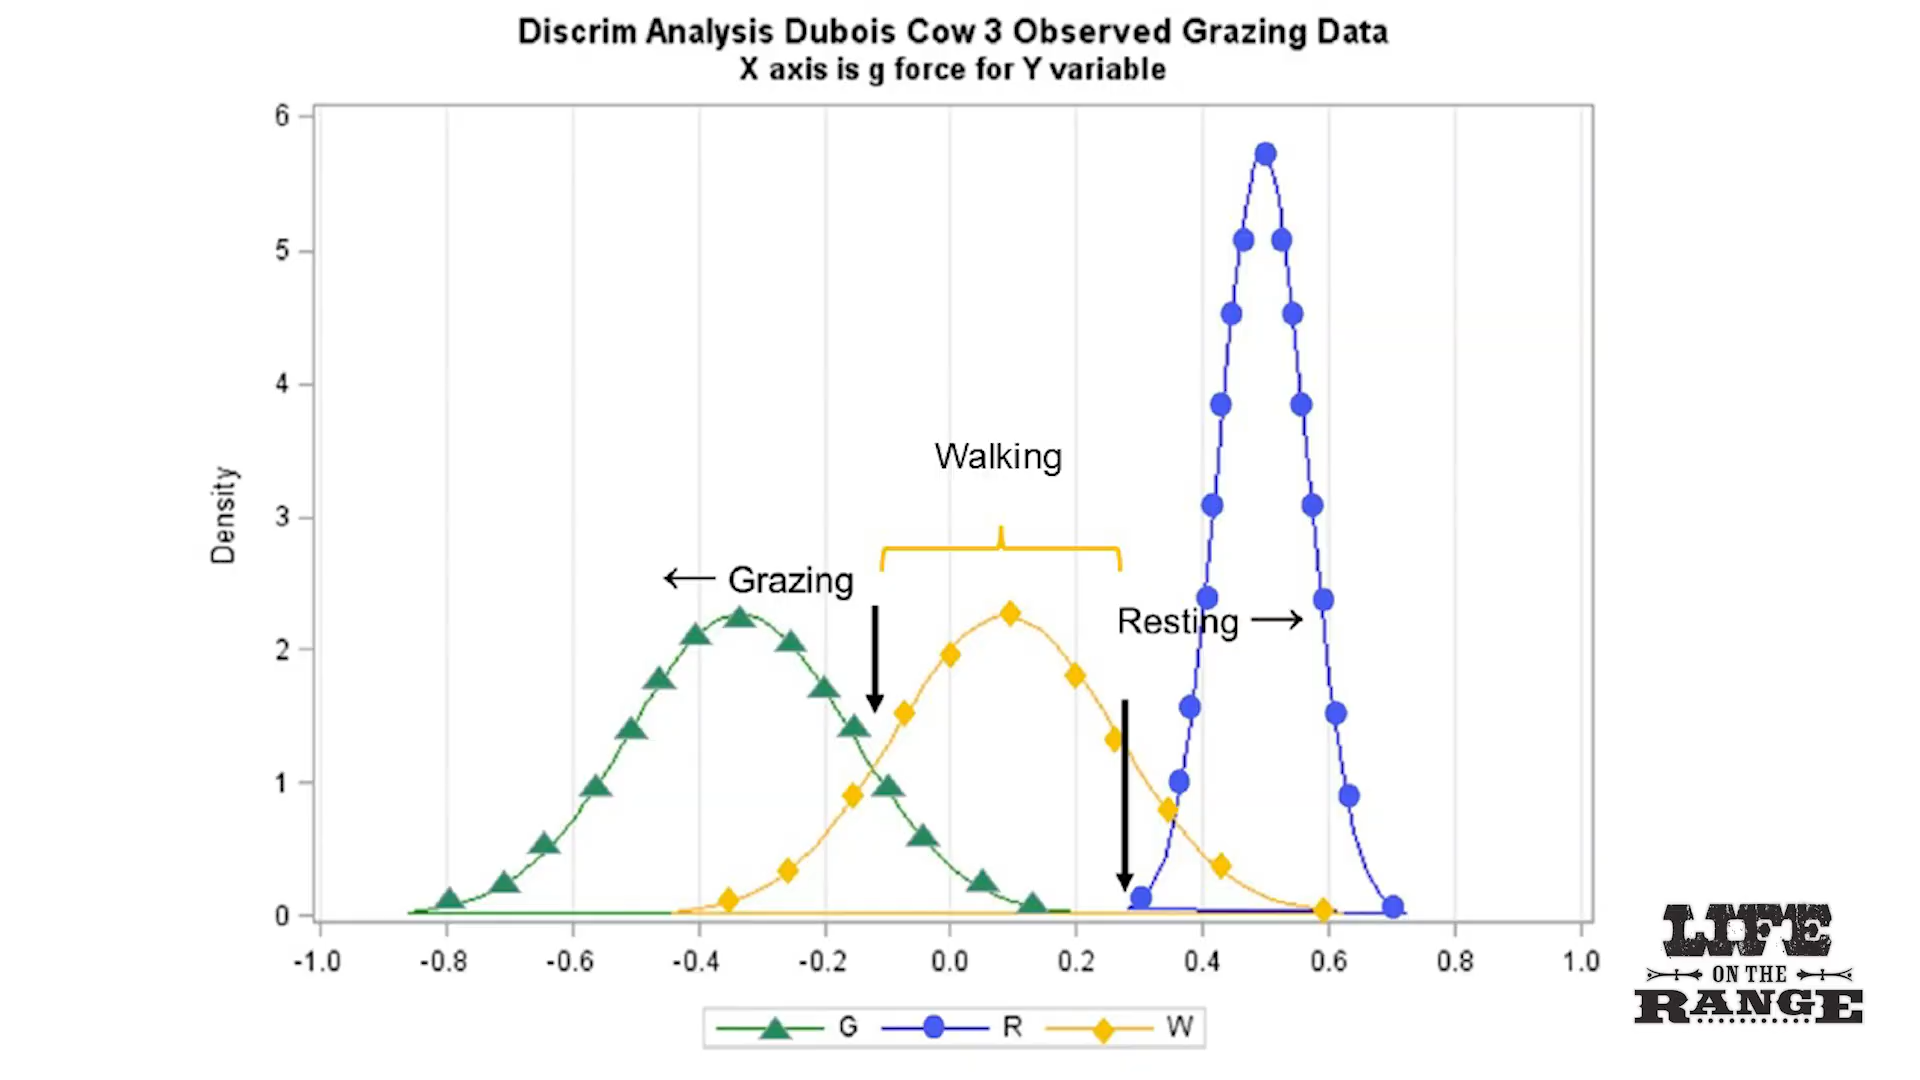 Discrim Analysis Dubois Cow 3 Observed Grazing Data
X axis is g force for Y variable
6
5
4
3
2
1
0
Density
Walking
← Grazing
Resting →
-1.0 -0.8 -0.6 -0.4 -0.2 0.0 0.2 0.4 0.6 0.8 1.0
G R W
LIFE
ON THE
RANGE